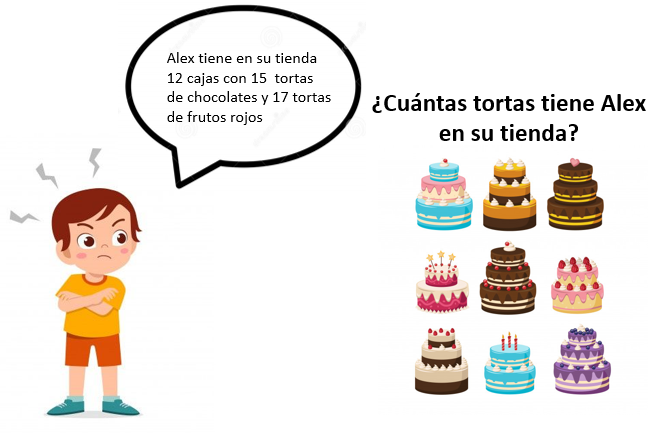 Alex tiene en su tienda
12 cajas con 15 tortas
de chocolates y 17 tortas
de frutos rojos
¿Cuántas tortas tiene Alex
en su tienda?